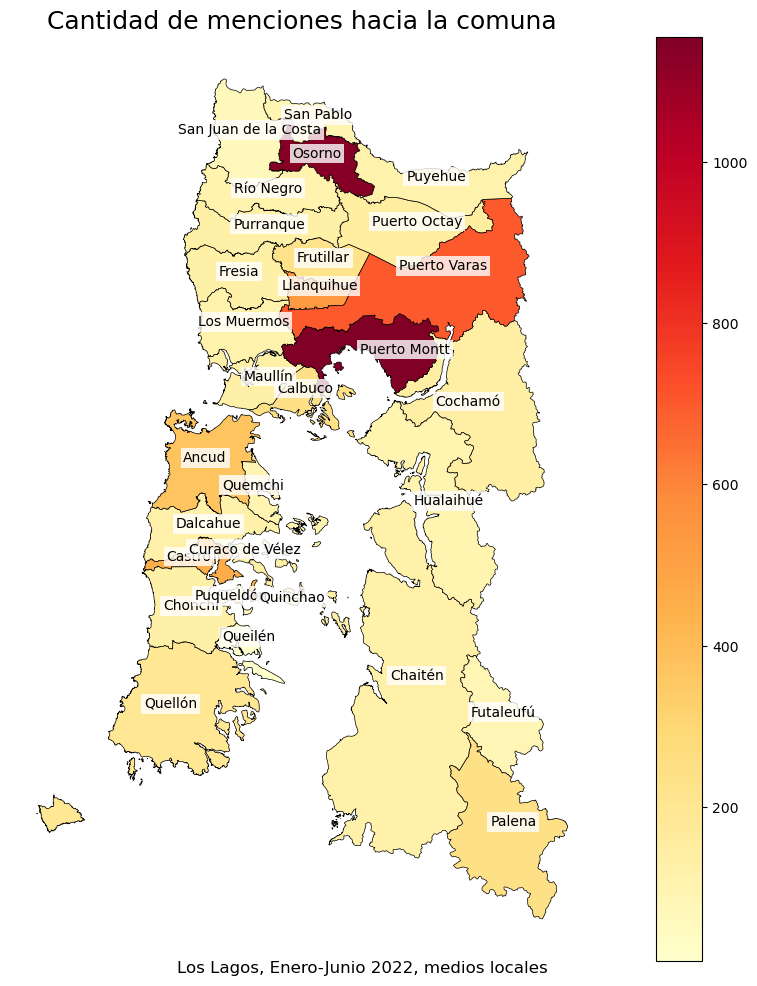 Cantidad de menciones hacia la comuna
San Pablo
San Juan de la Costa
Osorno
Puyehue
Río Negro
Puerto Octay
Purranque
Frutillar
Puerto Varas
Fresia
Llanquihue
Los Muermos
Puerto Montt
Maullín
Calbuco
Cochamó
Ancud
Quemchi
Hualaihué
Dalcahue
Curaco de Vélez
Castro
Puqueldón
Quinchao
Chonchi
Queilén
Chaitén
Quellón
Futaleufú
Palena
1000
800
600
400
200
Los Lagos, Enero-Junio 2022, medios locales